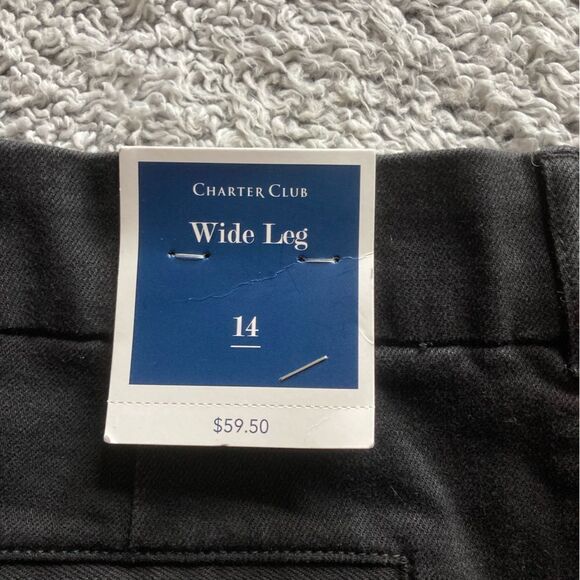 CHARTER CLUB
Wide Leg
14
$59.50